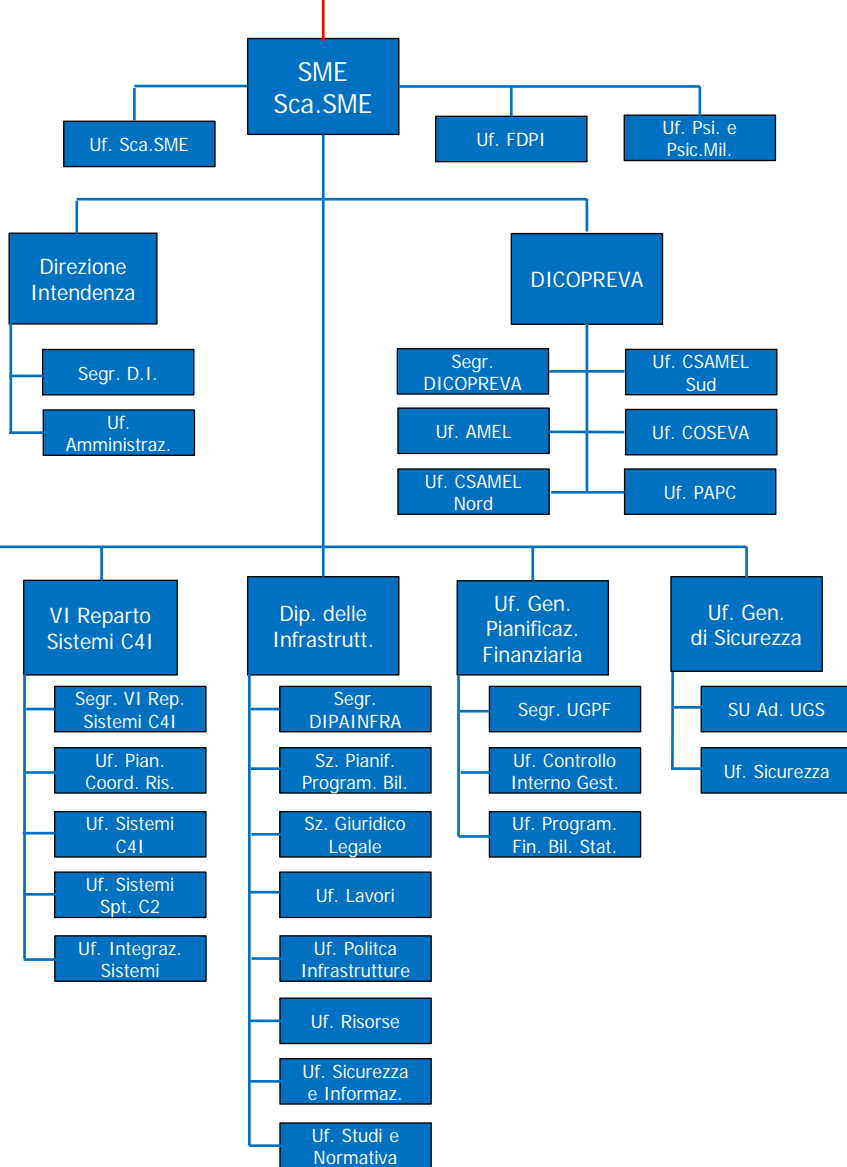 SME
Sca.SME
Uf. Sca.SME
Uf. FDPI
Uf. Psi. e
Psic.Mil.
Direzione
Intendenza
Segr. D.I.
Uf.
Amministraz.
DICOPREVA
Segr.
DICOPREVA
Uf. CSAMEL
Sud
Uf. AMEL
Uf. COSEVA
Uf. CSAMEL
Nord
Uf. PAPC
VI Reparto
Sistemi C4I
Segr. VI Rep.
Sistemi C4I
Uf. Pian.
Coord. Ris.
Uf. Sistemi
C4I
Uf. Sistemi
Spt. C2
Uf. Integraz.
Sistemi
Dip. delle
Infrastrutt.
Segr.
DIPAINFRA
Sz. Pianif.
Program. Bil.
Sz. Giuridico
Legale
Uf. Lavori
Uf. Politca
Infrastrutture
Uf. Risorse
Uf. Sicurezza
e Informaz.
Uf. Studi e
Normativa
Uf. Gen.
Pianificaz.
Finanziaria
Segr. UGPF
Uf. Controllo
Interno Gest.
Uf. Program.
Fin. Bil. Stat.
Uf. Gen.
di Sicurezza
SU Ad. UGS
Uf. Sicurezza